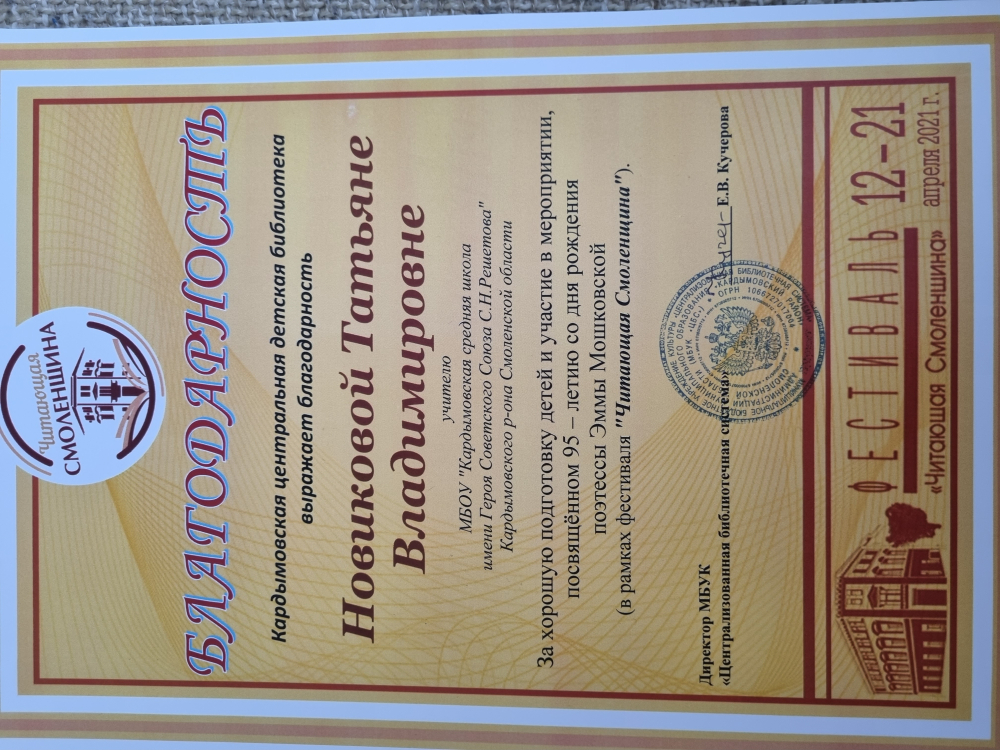 Читающая
СМОЛЕНЩИНА
БЛАГОДАРНОСТЬ
Кардымовская центральная детская библиотека
выражает благодарность
Новиковой Татьяне
Владимировне
учителю
МБОУ "Кардымовская средняя школа
имени Героя Советского Союза С.Н.Решетова"
Кардымовского р-она Смоленской области
За хорошую подготовку детей и участие в мероприятии,
посвящённом 95 – летию со дня рождения
поэтессы Эммы Мошковской
(в рамках фестиваля "Читающая Смоленщина").
Директор МБУК
«Централизованная библиотечная система» Е.В. Кучерова
ФЕСТИВАЛЬ 12-21
«Читающая Смоленщина» апреля 2021 г.